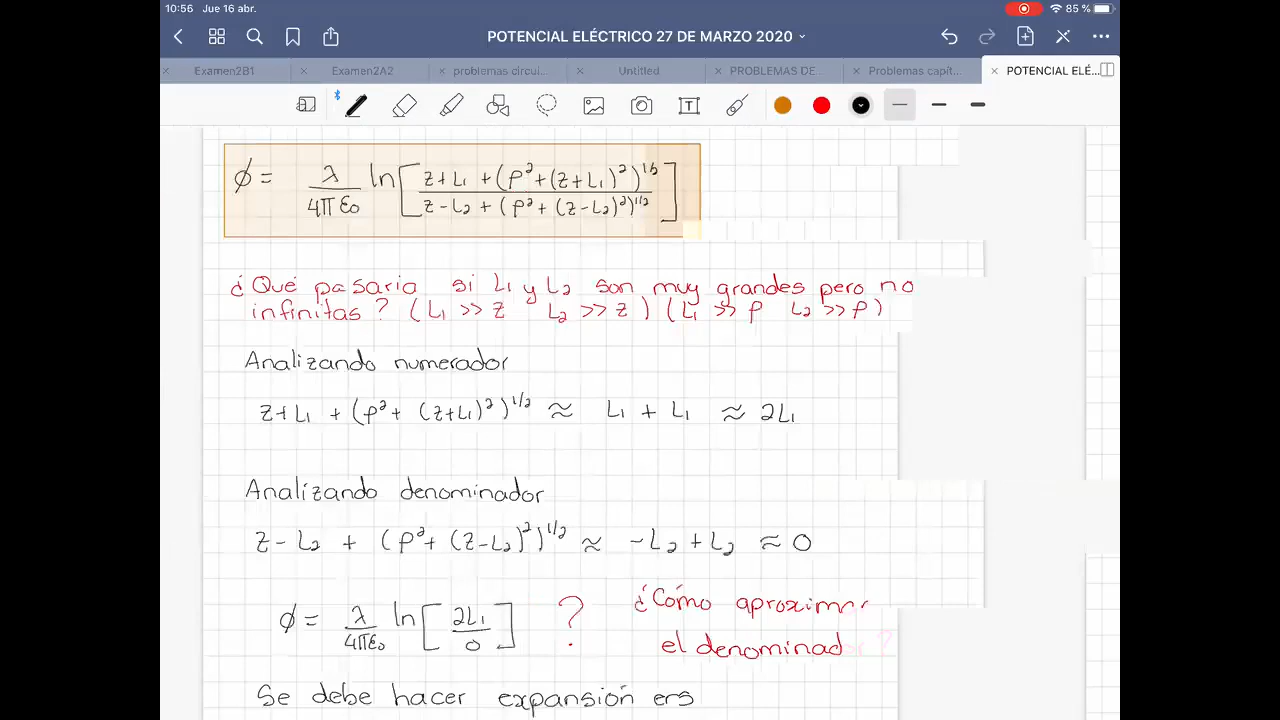 10:56 Jue 16 abr. 85 %
POTENCIAL ELÉCTRICO 27 DE MARZO 2020
Examen2B1 Examen2A2 problemas circui... Untitled PROBLEMAS DE... Problemas capít... POTENCIAL ELÉ...
ϕ = λ/4πε₀ ln[(z+L₁+(ρ²+(z+L₁)²)^1/2)/(z-L₂+(ρ²+(z-L₂)²)^1/2)]
¿Qué pasaria si L₁ y L₂ son muy grandes pero no
infinitas? (L₁ >> z L₂ >> z) (L₁ >> ρ L₂ >> ρ)
Analizando numerador
z+L₁ + (ρ²+ (z+L₁)²)^1/2 ≈ L₁ + L₁ ≈ 2L₁
Analizando denominador
z-L₂ + (ρ²+ (z-L₂)²)^1/2 ≈ -L₂+L₂ ≈ 0
ϕ = λ/4πε₀ ln[2L₁/0] ? ¿Cómo aproximar
el denominador?
Se debe hacer expansión ers